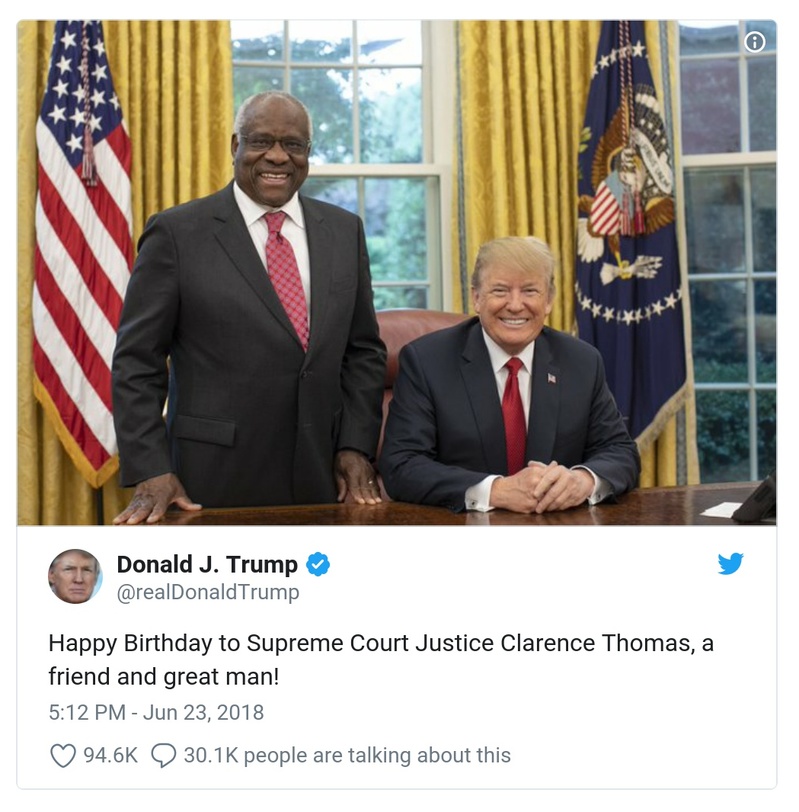 Donald J. Trump
@realDonaldTrump
Happy Birthday to Supreme Court Justice Clarence Thomas, a
friend and great man!
5:12 PM - Jun 23, 2018
94.6K 30.1K people are talking about this